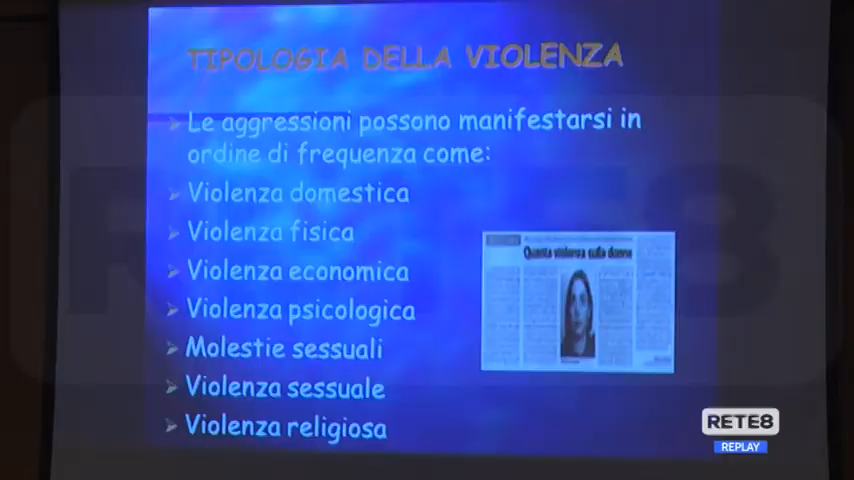 TIPOLOGIA DELLA VIOLENZA
Le aggressioni possono manifestarsi in
ordine di frequenza come:
Violenza domestica
Violenza fisica
Violenza economica
Violenza psicologica
Molestie sessuali
Violenza sessuale
Violenza religiosa
Quanta violenza sulle donne
RETE8
RETE8
REPLAY